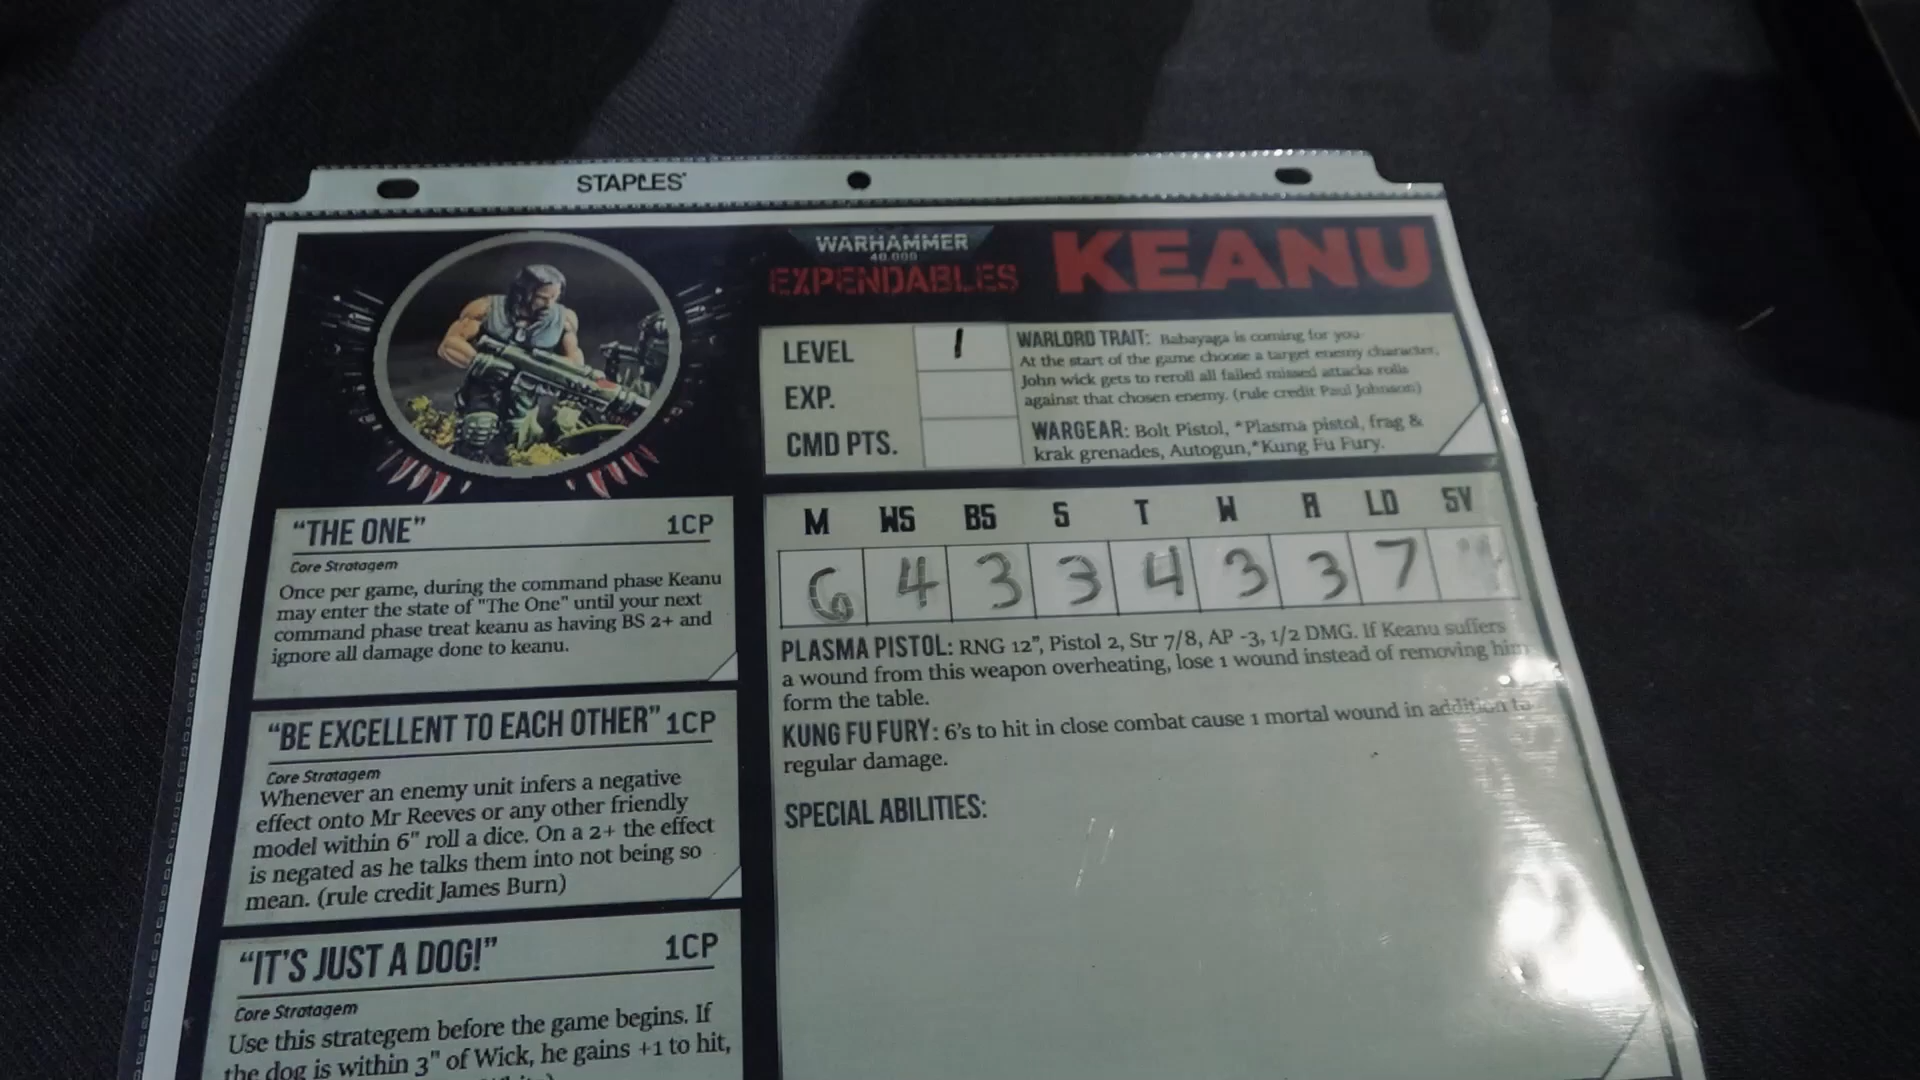 STAPLES
WARHAMMER
40,000
EXPENDABLES
KEANU
LEVEL 1
EXP.
CMD PTS.
WARLORD TRAIT: Babayaga is coming for you-
At the start of the game choose a target enemy character,
John wick gets to reroll all failed missed attacks rolls
against that chosen enemy. (rule credit Paul Johnson)
WARGEAR: Bolt Pistol, *Plasma pistol, frag &
krak grenades, Autogun,*Kung Fu Fury.
"THE ONE" 1CP
Core Stratagem
Once per game, during the command phase Keanu
may enter the state of "The One" until your next
command phase treat keanu as having BS 2+ and
ignore all damage done to keanu.
"BE EXCELLENT TO EACH OTHER" 1CP
Core Stratagem
Whenever an enemy unit infers a negative
effect onto Mr Reeves or any other friendly
model within 6" roll a dice. On a 2+ the effect
is negated as he talks them into not being so
mean. (rule credit James Burn)
"IT'S JUST A DOG!" 1CP
Core Stratagem
Use this strategem before the game begins. If
the dog is within 3" of Wick, he gains +1 to hit,
M WS BS S T W A LD SV
6 4 3 3 4 3 3 7
PLASMA PISTOL: RNG 12", Pistol 2, Str 7/8, AP -3, 1/2 DMG. If Keanu suffers
a wound from this weapon overheating, lose 1 wound instead of removing him
form the table.
KUNG FU FURY: 6's to hit in close combat cause 1 mortal wound in addition to
regular damage.
SPECIAL ABILITIES: